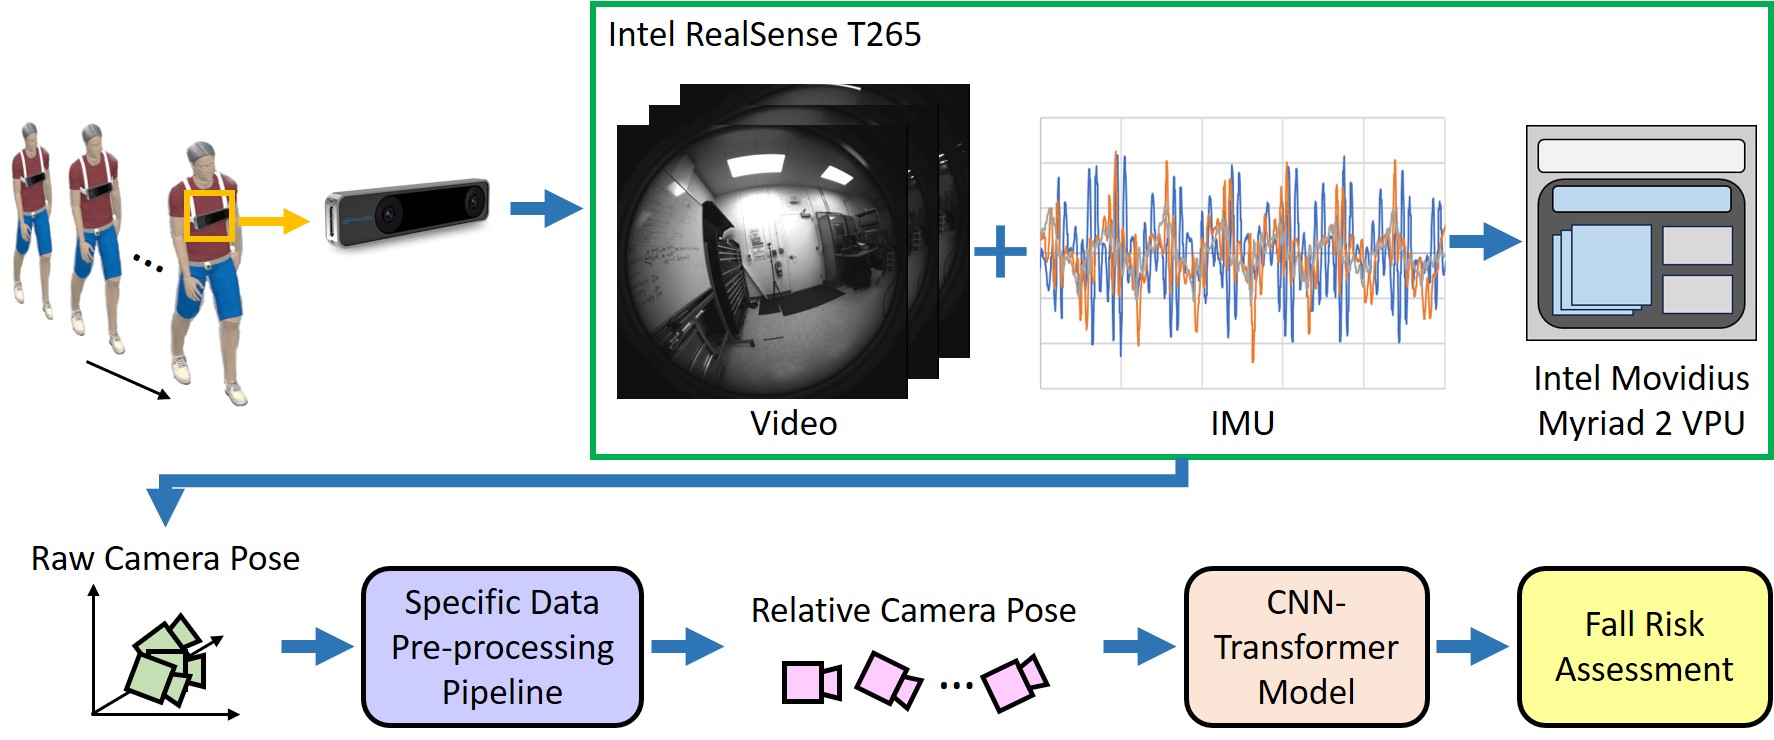 Intel RealSense T265
Video
IMU
Intel Movidius
Myriad 2 VPU
Raw Camera Pose
Specific Data
Pre-processing
Pipeline
Relative Camera Pose
CNN-
Transformer
Model
Fall Risk
Assessment